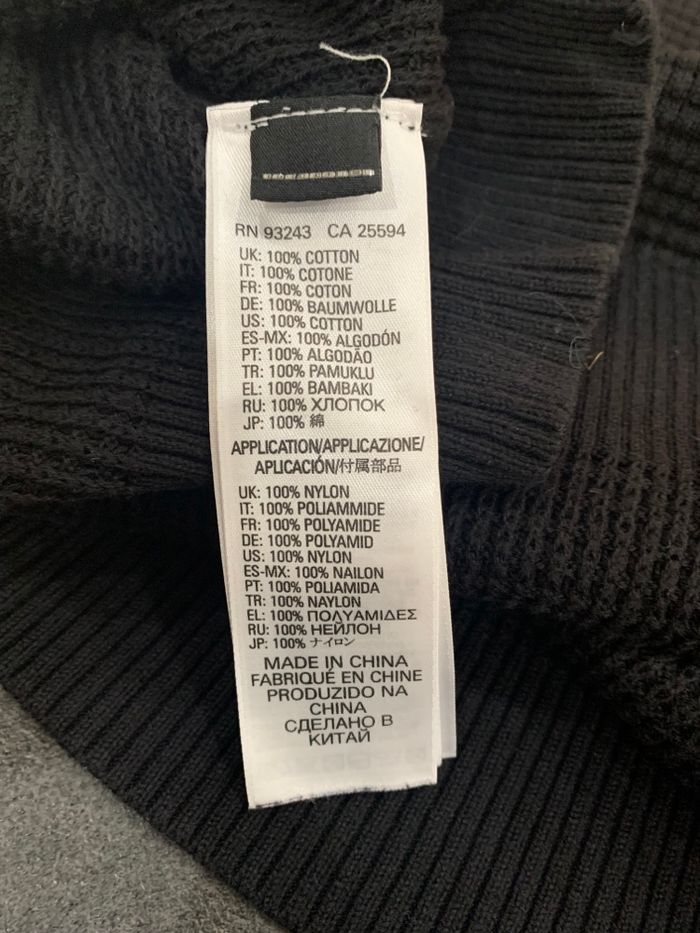 RN 93243 CA 25594
UK: 100% COTTON
IT: 100% COTONE
FR: 100% COTON
DE: 100% BAUMWOLLE
US: 100% COTTON
ES-MX: 100% ALGODÓN
PT: 100% ALGODÃO
TR: 100% PAMUKLU
EL: 100% BAMBAKI
RU: 100% ХЛОПОК
JP: 100% 綿
APPLICATION/APPLICAZIONE/
APLICACIÓN/付属部品
UK: 100% NYLON
IT: 100% POLIAMMIDE
FR: 100% POLYAMIDE
DE: 100% POLYAMID
US: 100% NYLON
ES-MX: 100% NAILON
PT: 100% POLIAMIDA
TR: 100% NAYLON
EL: 100% ΠΟΛΥΑΜΙΔΕΣ
RU: 100% НЕЙЛОН
JP: 100% ナイロン
MADE IN CHINA
FABRIQUÉ EN CHINE
PRODUZIDO NA
CHINA
СДЕЛАНО В
КИТАЙ